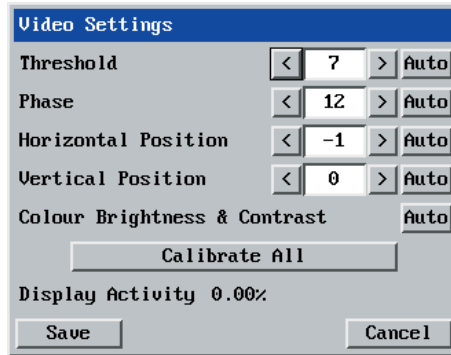 Video Settings
Threshold < 7 > Auto
Phase < 12 > Auto
Horizontal Position < -1 > Auto
Vertical Position < 0 > Auto
Colour Brightness & Contrast Auto
Calibrate All
Display Activity 0.00%
Save Cancel